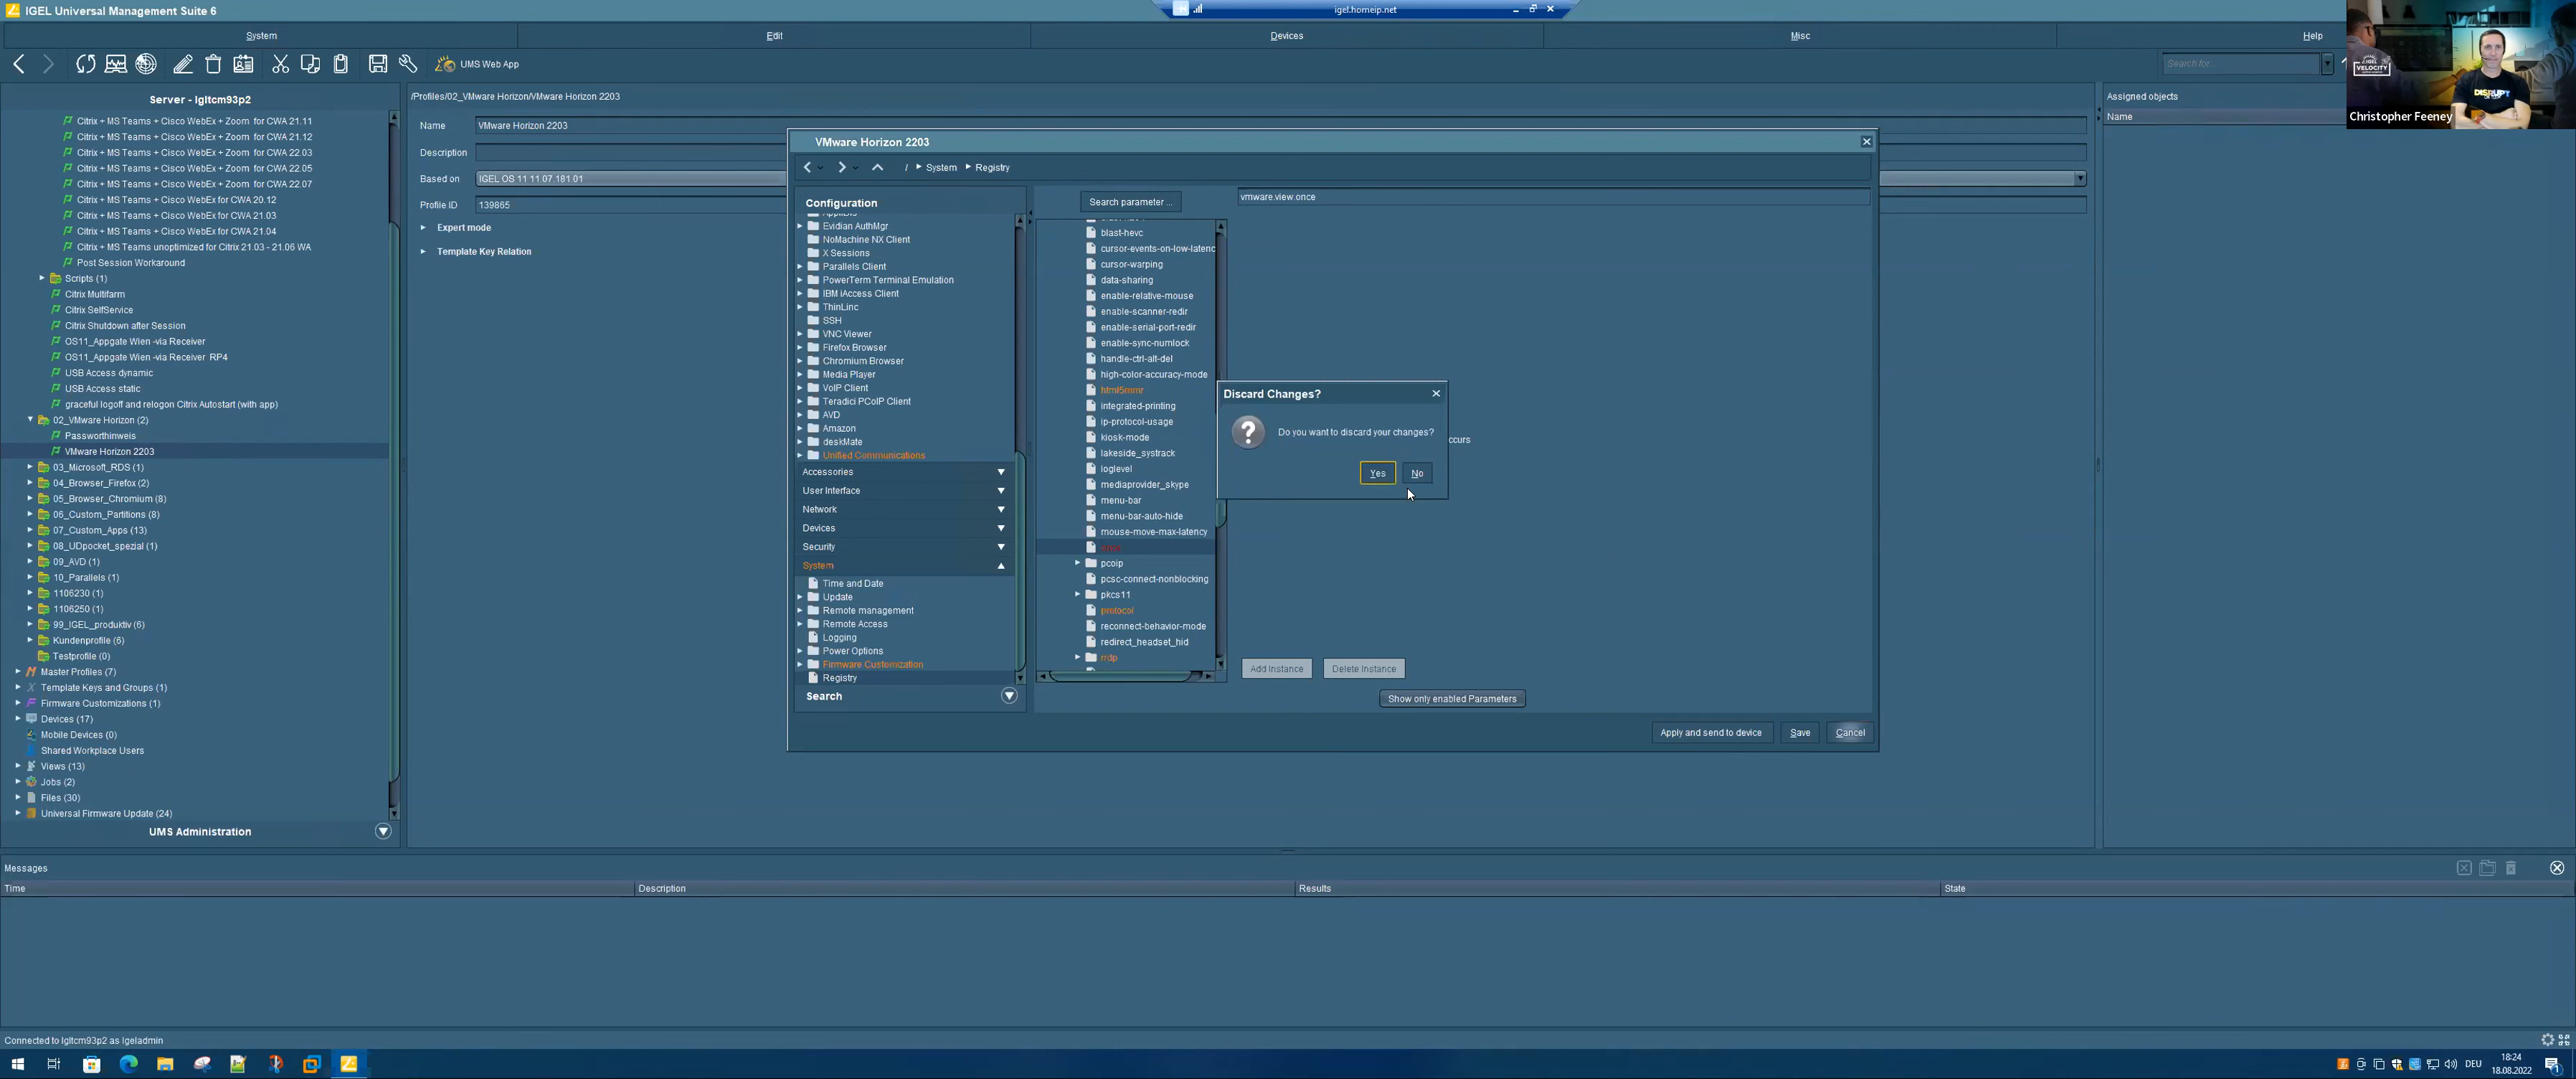 IGEL Universal Management Suite 6
igel.homeip.net
System
Edit
Devices
Misc
Help
UMS Web App
Search for...
IGEL
VELOCITY
DISRUPT
Christopher Feeney
Server - Igltcm93p2
Citrix + MS Teams + Cisco WebEx + Zoom for CWA 21.11
Citrix + MS Teams + Cisco WebEx + Zoom for CWA 21.12
Citrix + MS Teams + Cisco WebEx + Zoom for CWA 22.03
Citrix + MS Teams + Cisco WebEx + Zoom for CWA 22.05
Citrix + MS Teams + Cisco WebEx + Zoom for CWA 22.07
Citrix + MS Teams + Cisco WebEx for CWA 20.12
Citrix + MS Teams + Cisco WebEx for CWA 21.03
Citrix + MS Teams + Cisco WebEx for CWA 21.04
Citrix + MS Teams unoptimized for Citrix 21.03 - 21.06 WA
Post Session Workaround
Scripts (1)
Citrix Multifarm
Citrix SelfService
Citrix Shutdown after Session
OS11_Appgate Wien -via Receiver
OS11_Appgate Wien -via Receiver RP4
USB Access dynamic
USB Access static
graceful logoff and relogon Citrix Autostart (with app)
02_VMware Horizon (2)
Passworthinweis
VMware Horizon 2203
03_Microsoft_RDS (1)
04_Browser_Firefox (2)
05_Browser_Chromium (8)
06_Custom_Partitions (8)
07_Custom_Apps (13)
08_UDpocket_spezial (1)
09_AVD (1)
10_Parallels (1)
1106230 (1)
1106250 (1)
99_IGEL_produktiv (6)
Kundenprofile (6)
Testprofile (0)
Master Profiles (7)
Template Keys and Groups (1)
Firmware Customizations (1)
Devices (17)
Mobile Devices (0)
Shared Workplace Users
Views (13)
Jobs (2)
Files (30)
Universal Firmware Update (24)
UMS Administration
/Profiles/02_VMware Horizon/VMware Horizon 2203
Name
VMware Horizon 2203
Description
Based on
IGEL OS 11 11.07.181.01
Profile ID
139865
Expert mode
Template Key Relation
Assigned objects
Name
VMware Horizon 2203
/ System Registry
Configuration
Evidian AuthMgr
NoMachine NX Client
X Sessions
Parallels Client
PowerTerm Terminal Emulation
IBM iAccess Client
ThinLinc
SSH
VNC Viewer
Firefox Browser
Chromium Browser
Media Player
VoIP Client
Teradici PCoIP Client
AVD
Amazon
deskMate
Unified Communications
Accessories
User Interface
Network
Devices
Security
System
Time and Date
Update
Remote management
Remote Access
Logging
Power Options
Firmware Customization
Registry
Search
Search parameter ...
vmware.view.once
blast-hevc
cursor-events-on-low-latenc
cursor-warping
data-sharing
enable-relative-mouse
enable-scanner-redir
enable-serial-port-redir
enable-sync-numlock
handle-ctrl-alt-del
high-color-accuracy-mode
html5mmr
integrated-printing
ip-protocol-usage
kiosk-mode
lakeside_systrack
loglevel
mediaprovider_skype
menu-bar
menu-bar-auto-hide
mouse-move-max-latency
once
pcoip
pcsc-connect-nonblocking
pkcs11
protocol
reconnect-behavior-mode
redirect_headset_hid
rrdp
Discard Changes?
Do you want to discard your changes?
Yes
No
occurs
Add Instance
Delete Instance
Show only enabled Parameters
Apply and send to device
Save
Cancel
Messages
Time
Description
Results
State
Connected to Igltcm93p2 as Igeladmin
DEU
18:24
18.08.2022